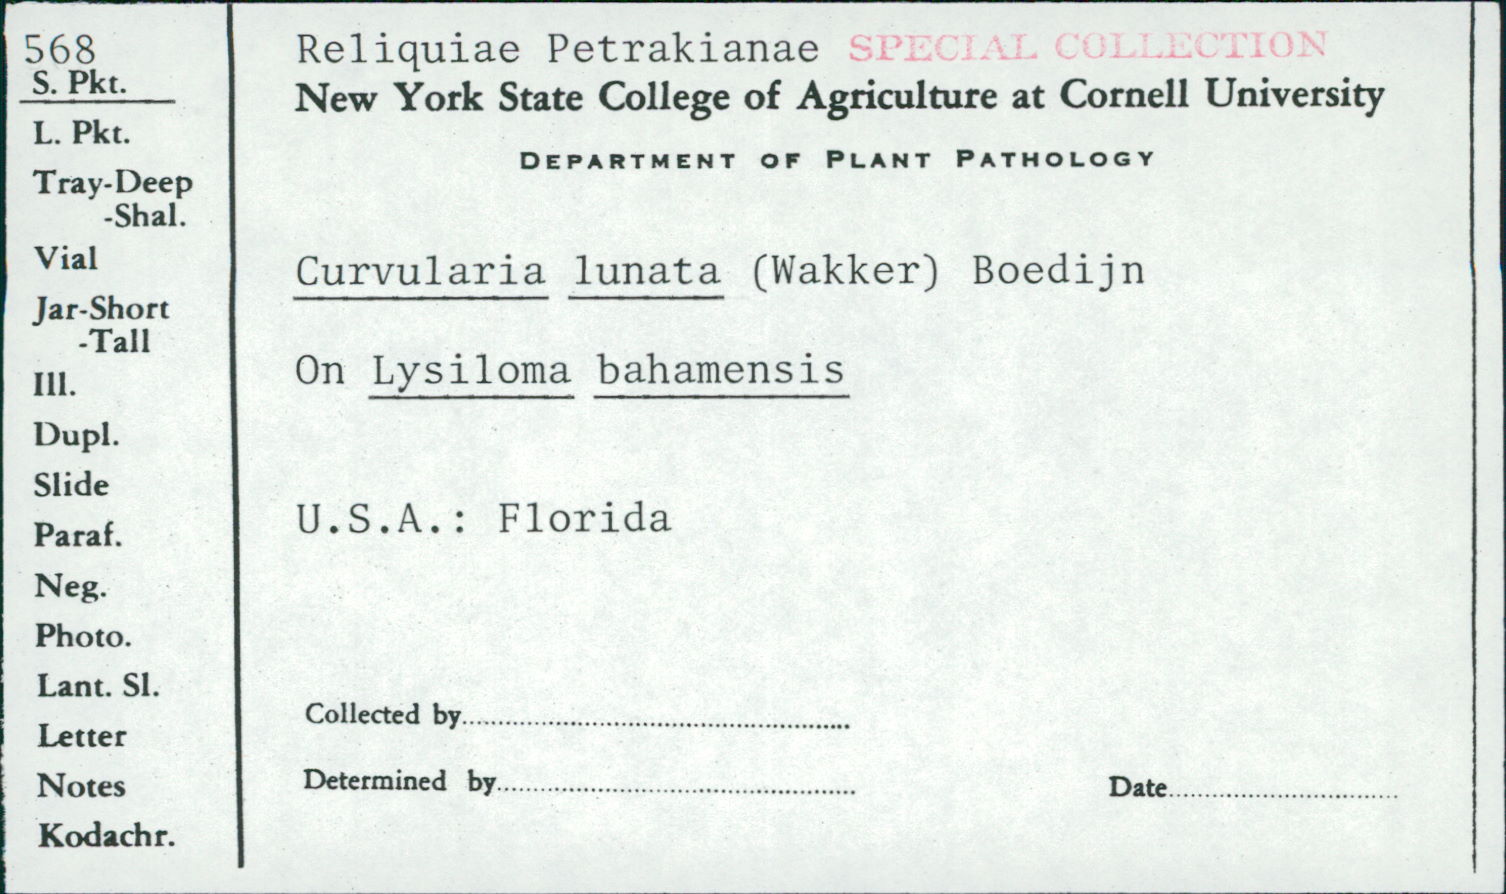 568
S. Pkt.
L. Pkt.
Tray-Deep
-Shal.
Vial
Jar-Short
-Tall
Ill.
Dupl.
Slide
Paraf.
Neg.
Photo.
Lant. Sl.
Letter
Notes
Kodachr.
Reliquiae Petrakianae SPECIAL COLLECTION
New York State College of Agriculture at Cornell University
DEPARTMENT OF PLANT PATHOLOGY
Curvularia lunata (Wakker) Boedijn
On Lysiloma bahamensis
U.S.A.: Florida
Collected by
Determined by
Date